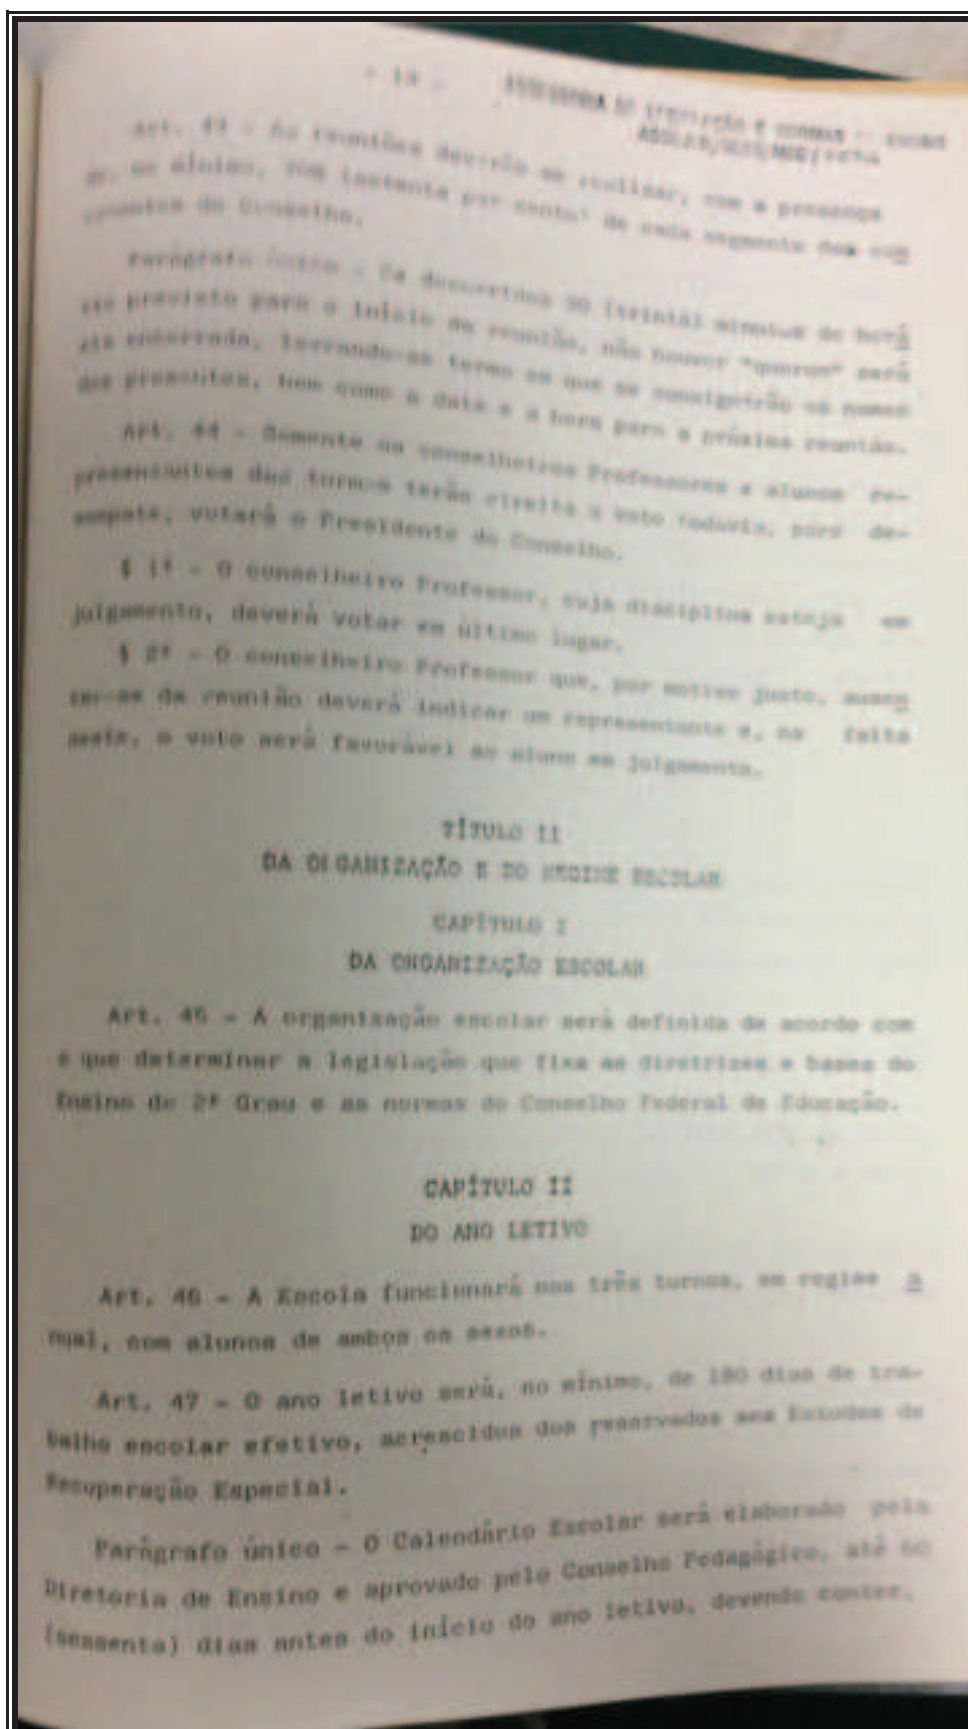 Art. 43 - As reuniões deverão se realizar, com a presença
de, no mínimo, 70% (setenta por cento) de cada segmento dos com
ponentes do Conselho.
Parágrafo único - Se decorridos 30 (trinta) minutos do horá
rio previsto para o início da reunião, não houver "quorum" será
ela encerrada, lavrando-se termo em que se consignarão os nomes
dos presentes, bem como a data e a hora para a próxima reunião.
Art. 44 - Somente os conselheiros Professores e alunos re-
presentantes das turmas terão direito a voto todavia, para de-
sempate, votará o Presidente do Conselho.
§ 1º - O conselheiro Professor, cuja disciplina esteja em
julgamento, deverá votar em último lugar.
§ 2º - O conselheiro Professor que, por motivo justo, ausen
tar-se da reunião deverá indicar um representante e, na falta
deste, o voto será favorável ao aluno em julgamento.
TÍTULO II
DA ORGANIZAÇÃO E DO REGIME ESCOLAR
CAPÍTULO I
DA ORGANIZAÇÃO ESCOLAR
Art. 45 - A organização escolar será definida de acordo com
o que determinar a legislação que fixa as diretrizes e bases do
Ensino de 2º Grau e as normas do Conselho Federal de Educação.
CAPÍTULO II
DO ANO LETIVO
Art. 46 - A Escola funcionará nos três turnos, em regime a
nual, com alunos de ambos os sexos.
Art. 47 - O ano letivo será, no mínimo, de 180 dias de tra-
balho escolar efetivo, acrescidos dos reservados aos Estudos de
Recuperação Especial.
Parágrafo único - O Calendário Escolar será elaborado pela
Diretoria de Ensino e aprovado pelo Conselho Pedagógico, até 60
(sessenta) dias antes do início do ano letivo, devendo conter,